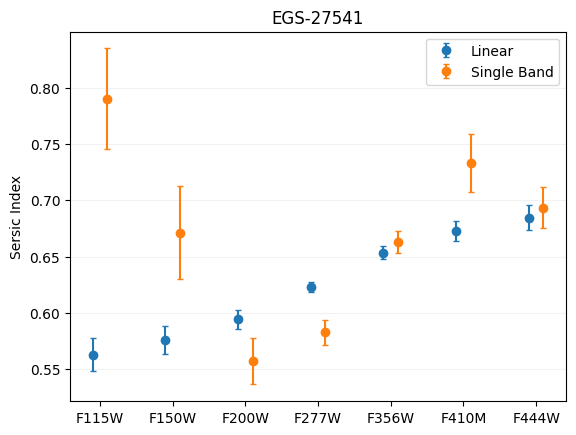 EGS-27541
Linear
Single Band
Sersic Index
0.80
0.75
0.70
0.65
0.60
0.55
F115W F150W F200W F277W F356W F410M F444W